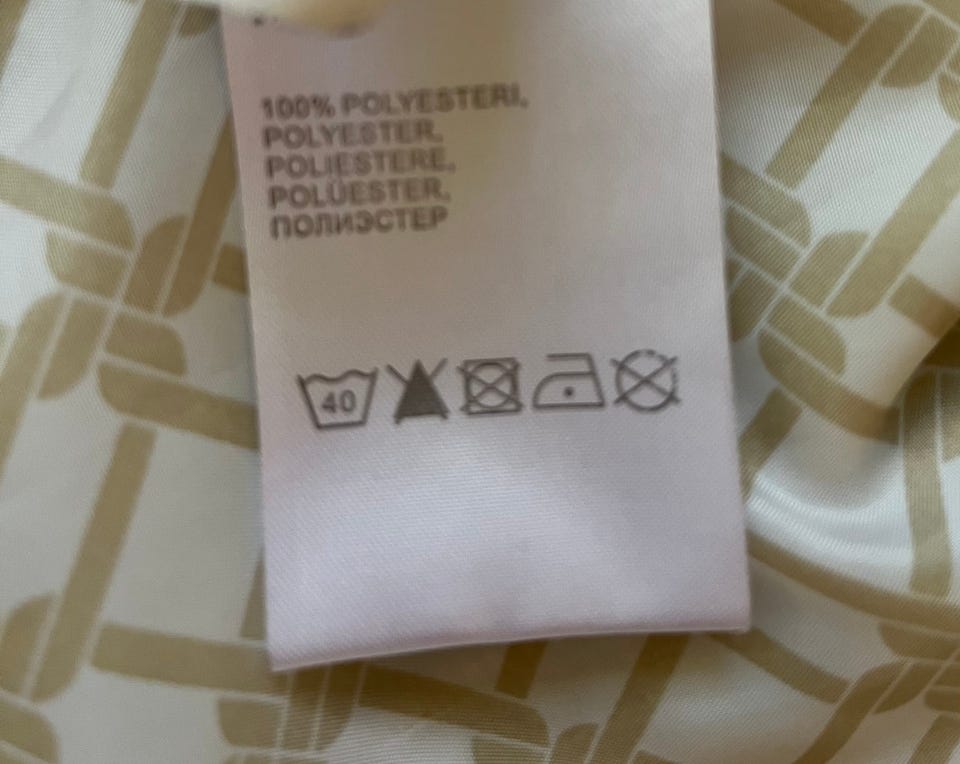 100% POLYESTERI,
POLYESTER,
POLIESTERE,
POLÜESTER,
ПОЛИЭСТЕР
40